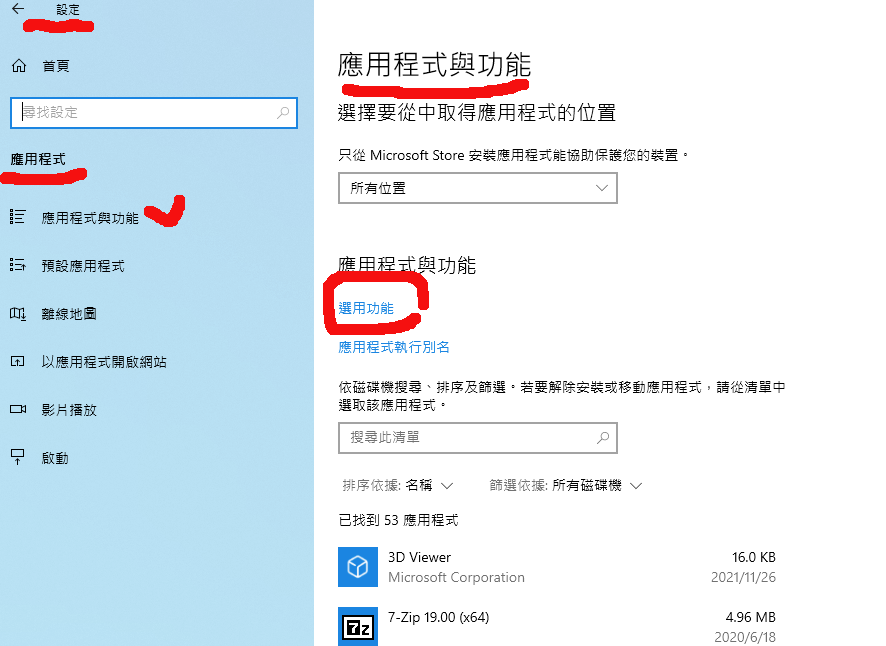 設定
首頁
尋找設定
應用程式
應用程式與功能
預設應用程式
離線地圖
以應用程式開啟網站
影片播放
啟動
應用程式與功能
選擇要從中取得應用程式的位置
只從 Microsoft Store 安裝應用程式能協助保護您的裝置。
所有位置
應用程式與功能
選用功能
應用程式執行別名
依磁碟機搜尋、排序及篩選。若要解除安裝或移動應用程式，請從清單中
選取該應用程式。
搜尋此清單
排序依據: 名稱 篩選依據: 所有磁碟機
已找到 53 應用程式
3D Viewer 16.0 KB
Microsoft Corporation 2021/11/26
7-Zip 19.00 (x64) 4.96 MB
7z 2020/6/18